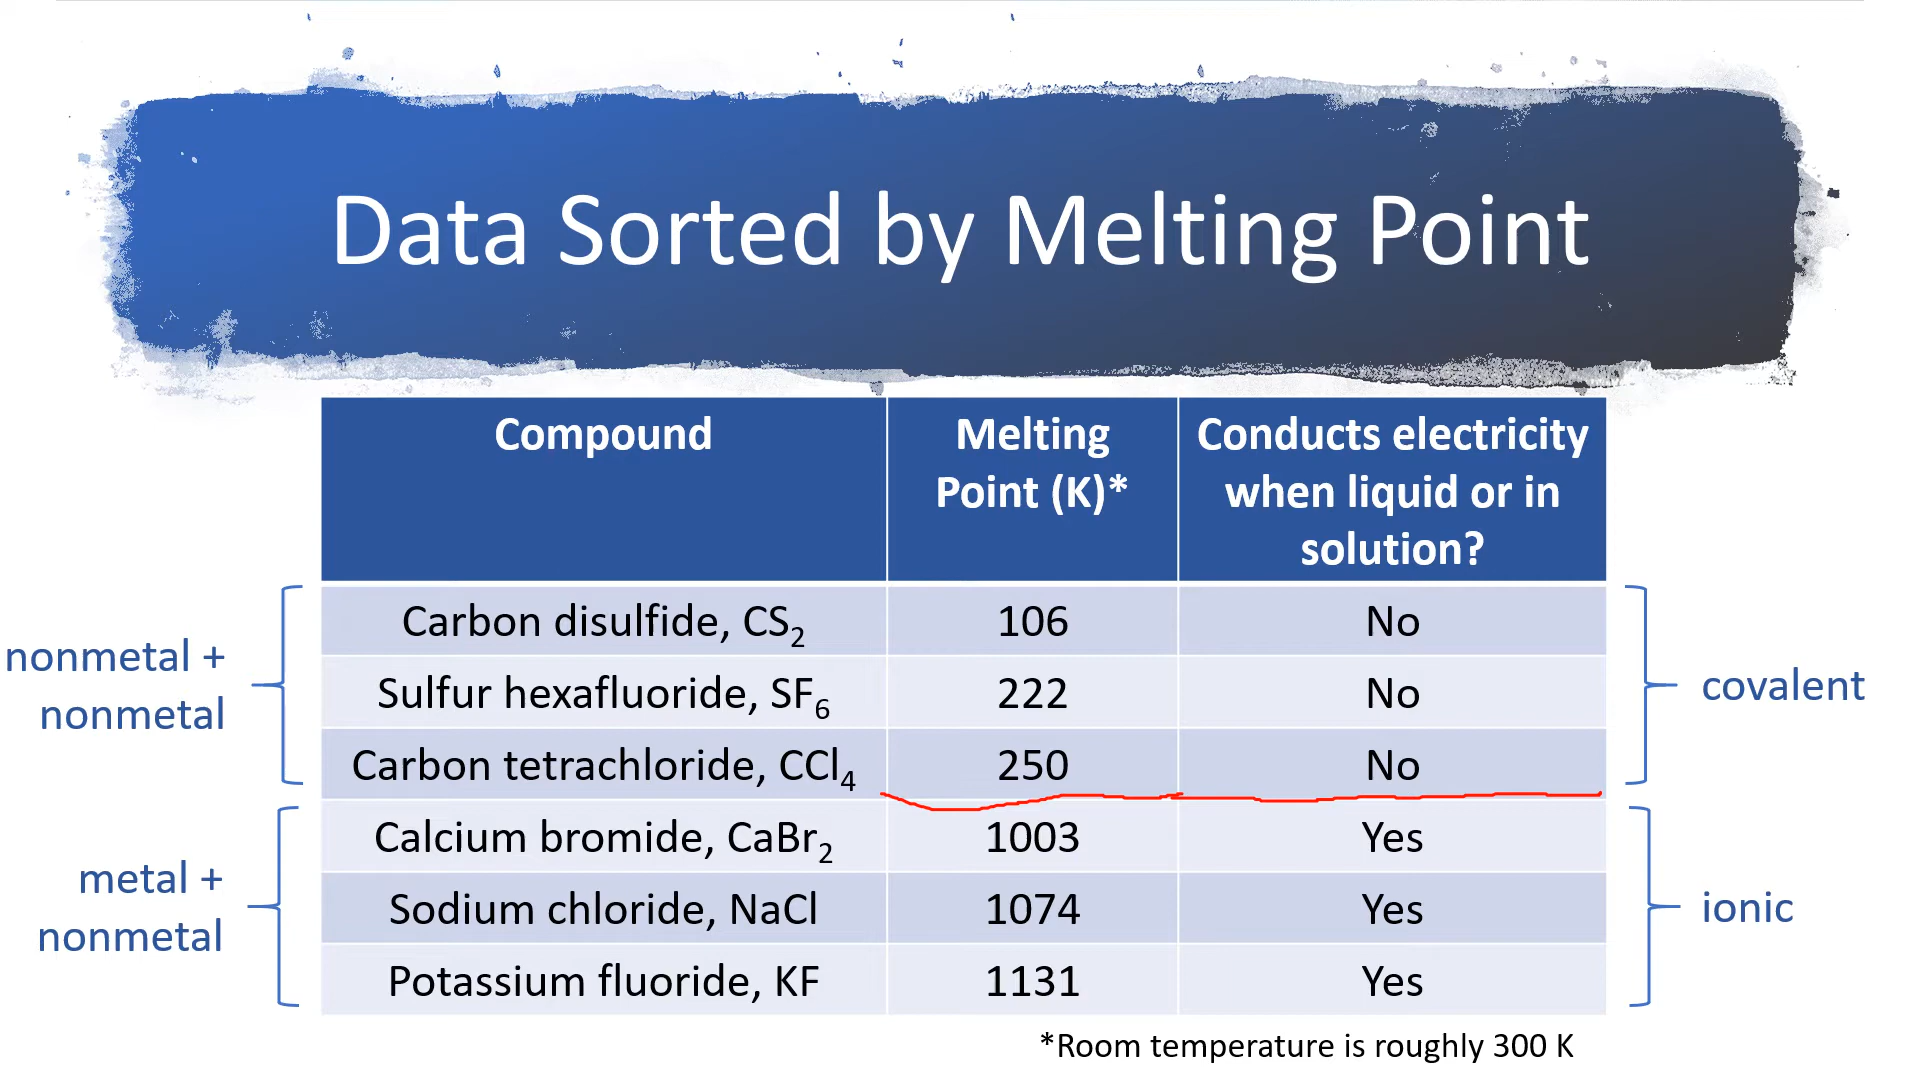 Data Sorted by Melting Point
Compound
Melting
Point (K)*
Conducts electricity
when liquid or in
solution?
nonmetal +
nonmetal
Carbon disulfide, CS₂
106
No
Sulfur hexafluoride, SF₆
222
No
Carbon tetrachloride, CCl₄
250
No
covalent
metal +
nonmetal
Calcium bromide, CaBr₂
1003
Yes
Sodium chloride, NaCl
1074
Yes
Potassium fluoride, KF
1131
Yes
ionic
*Room temperature is roughly 300 K